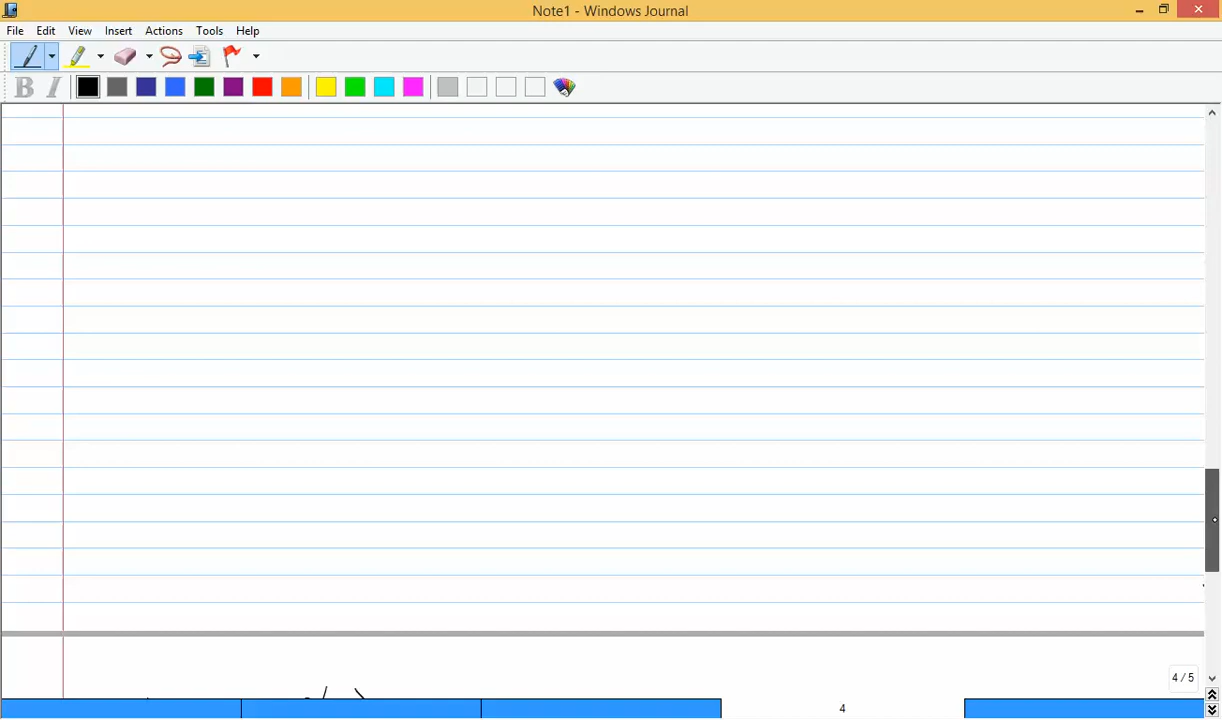 Note1 - Windows Journal
File Edit View Insert Actions Tools Help
B I
4 / 5
4